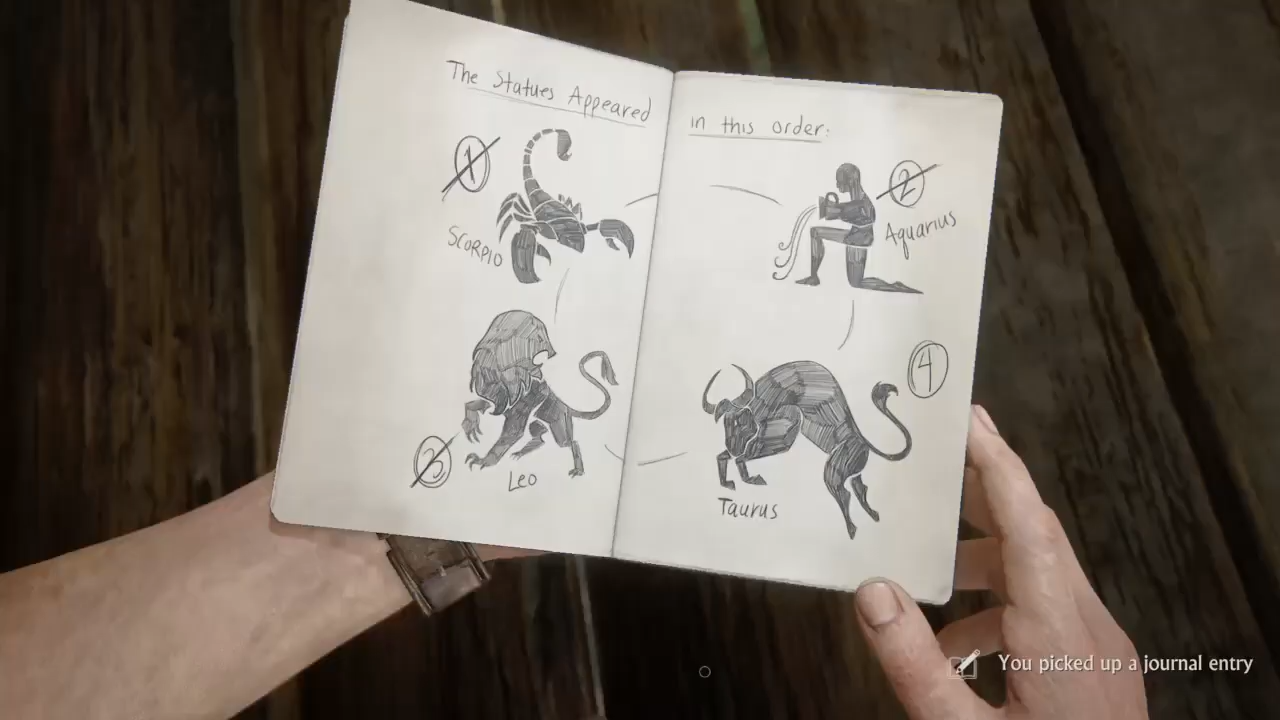 The Statues Appeared
in this order:
1
SCORPIO
2
Aquarius
3
Leo
4
Taurus
You picked up a journal entry